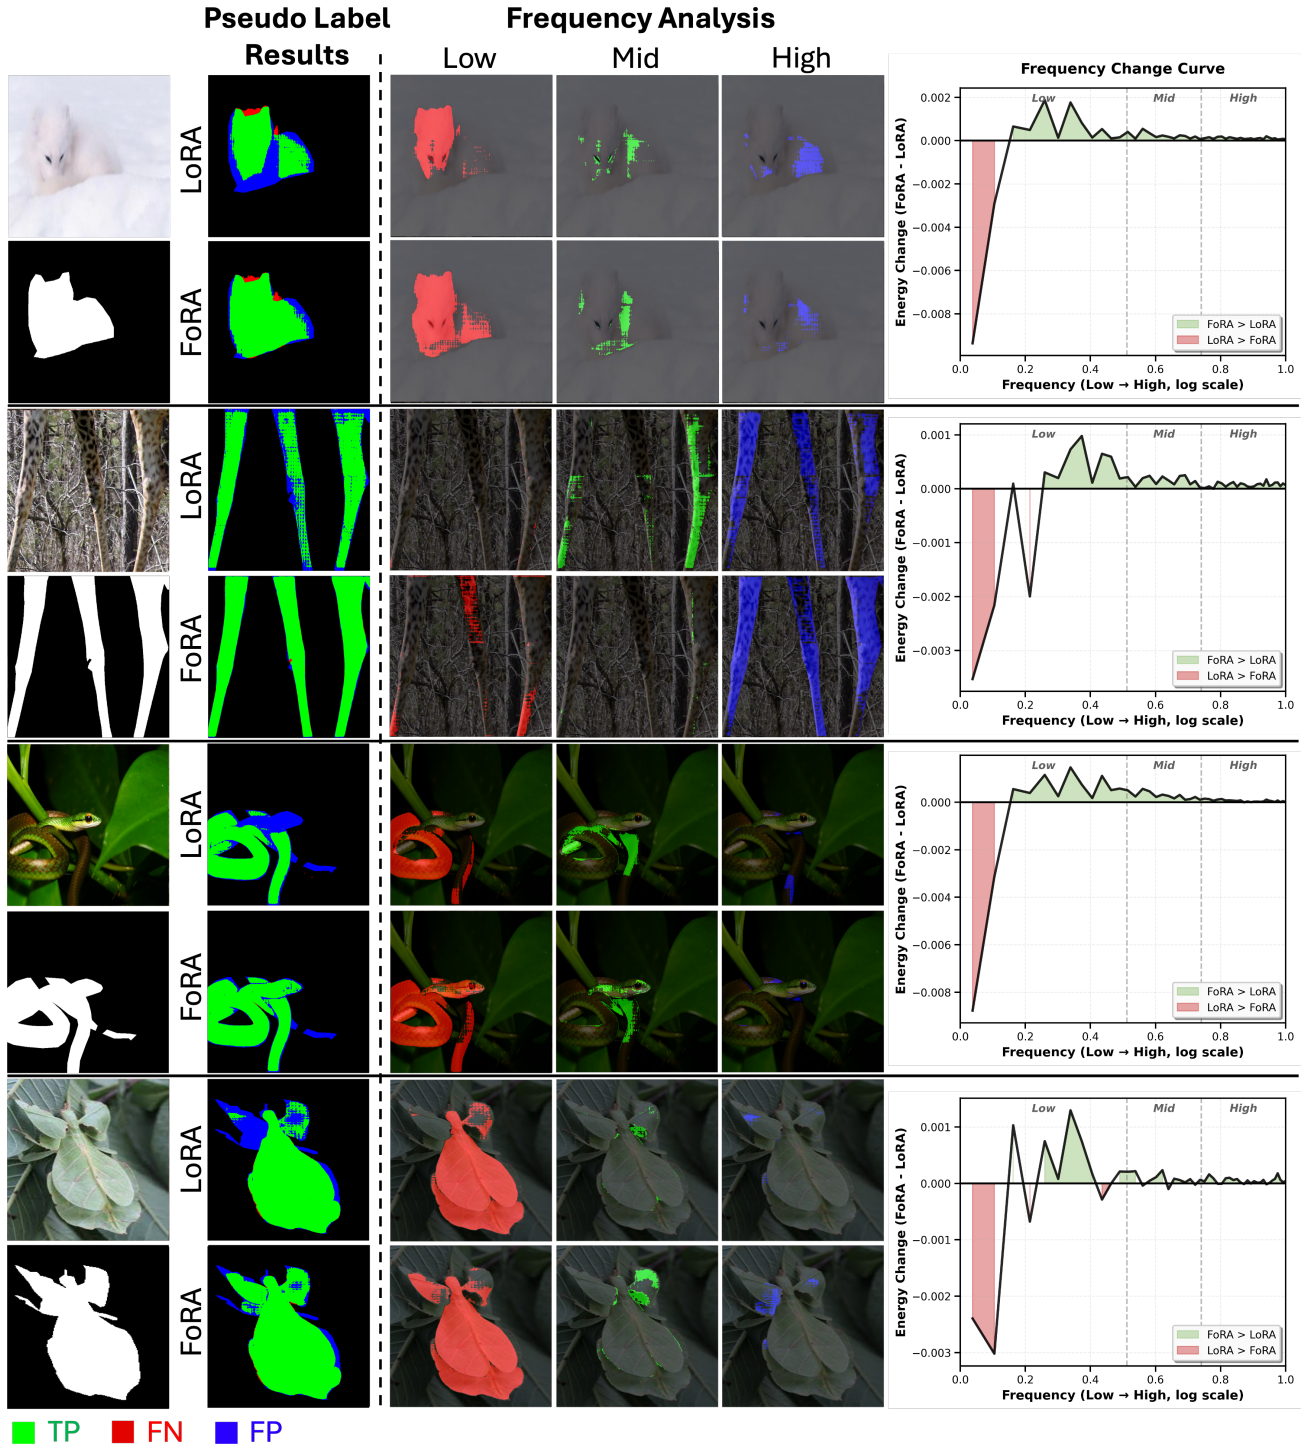 Pseudo Label Results
Frequency Analysis
Low Mid High
LoRA
FoRA
Frequency Change Curve
Low Mid High
0.002
0.000
−0.002
−0.004
−0.006
−0.008
Energy Change (FoRA - LoRA)
FoRA > LoRA
LoRA > FoRA
0.0 0.2 0.4 0.6 0.8 1.0
Frequency (Low → High, log scale)
LoRA
FoRA
Low Mid High
0.001
0.000
−0.001
−0.002
−0.003
Energy Change (FoRA - LoRA)
FoRA > LoRA
LoRA > FoRA
0.0 0.2 0.4 0.6 0.8 1.0
Frequency (Low → High, log scale)
LoRA
FoRA
Low Mid High
0.000
−0.002
−0.004
−0.006
−0.008
Energy Change (FoRA - LoRA)
FoRA > LoRA
LoRA > FoRA
0.0 0.2 0.4 0.6 0.8 1.0
Frequency (Low → High, log scale)
LoRA
FoRA
Low Mid High
0.001
0.000
−0.001
−0.002
−0.003
Energy Change (FoRA - LoRA)
FoRA > LoRA
LoRA > FoRA
0.0 0.2 0.4 0.6 0.8 1.0
Frequency (Low → High, log scale)
TP FN FP